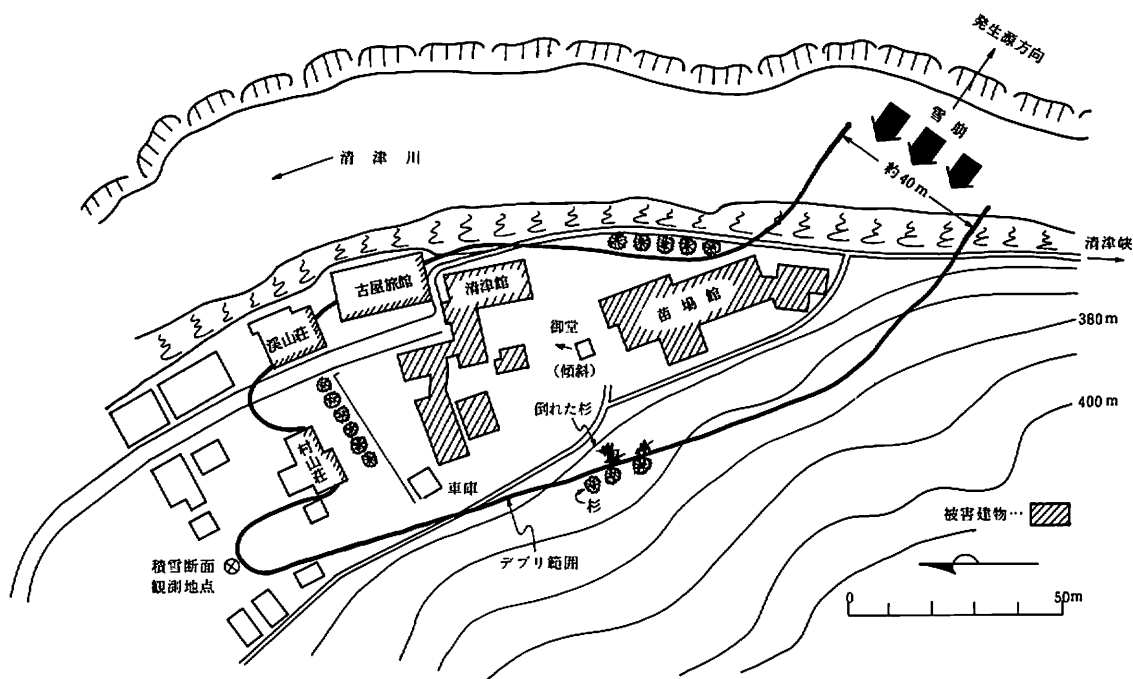 発生源方向
雪崩
約40m
清津川
清津峡
古屋旅館
清津館
苗場館
渓山荘
御堂
(傾斜)
380m
400m
倒れた杉
村山荘
車庫
杉
被害建物…
デブリ範囲
積雪断面
観測地点
0
50m